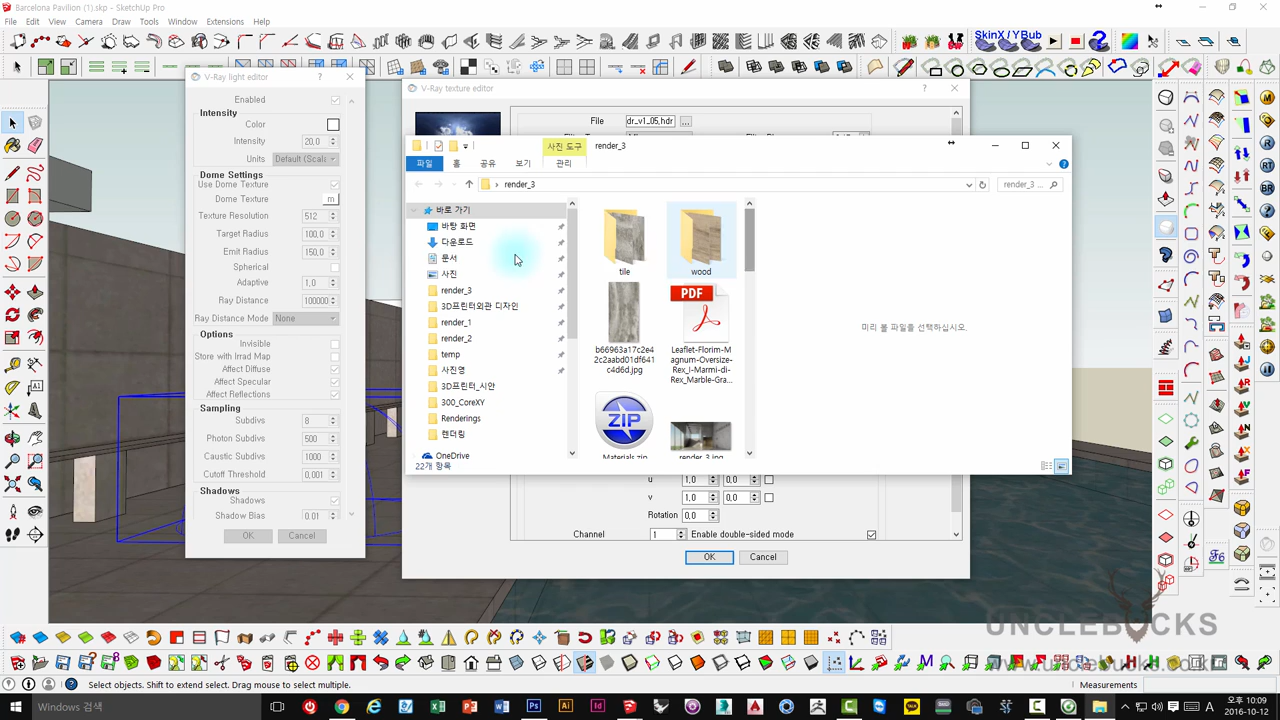 Barcelona Pavilion (1).skp - SketchUp Pro
File Edit View Camera Draw Tools Window Extensions Help
SkinX / YBub
V-Ray light editor
?
Enabled
Intensity
Color
Intensity 20,0
Units Default (Scala
Dome Settings
Use Dome Texture
Dome Texture m
Texture Resolution 512
Target Radius 100,0
Emit Radius 150,0
Spherical
Adaptive 1,0
Ray Distance 100000
Ray Distance Mode None
Options
Invisible
Store with Irrad Map
Affect Diffuse
Affect Specular
Affect Reflections
Sampling
Subdivs 8
Photon Subdivs 500
Caustic Subdivs 1000
Cutoff Threshold 0,001
Shadows
Shadows
Shadow Bias 0.01
OK Cancel
V-Ray texture editor
?
File dr_v1_05,hdr ...
사진 도구 render_3
파일 홈 공유 보기 관리
render_3
render_3 ...
바로 가기
바탕 화면
다운로드
문서
사진
render_3
3D프린터외관 디자인
render_1
render_2
temp
사진영
3D프린터_시안
300_CoreXY
Renderings
렌더링
OneDrive
22개 항목
tile
wood
b66963a17c2e4
2c2aabd01df641
c4d6d.jpg
PDF
Leaflet-Florim-M
agnum-Oversize-
Rex_I-Marmi-di-
Rex_Marble-Gra...
ZIP
Materials.zip
render_3.jpg
미리 볼 파일을 선택하십시오.
u 1,0 0,0
v 1,0 0,0
Rotation 0,0
Channel 1 Enable double-sided mode
OK Cancel
UNCLEBUCKS
www.unclebucks.co.kr
Select objects. Shift to extend select. Drag mouse to select multiple.
Measurements
Windows 검색
오후 10:09
2016-10-12